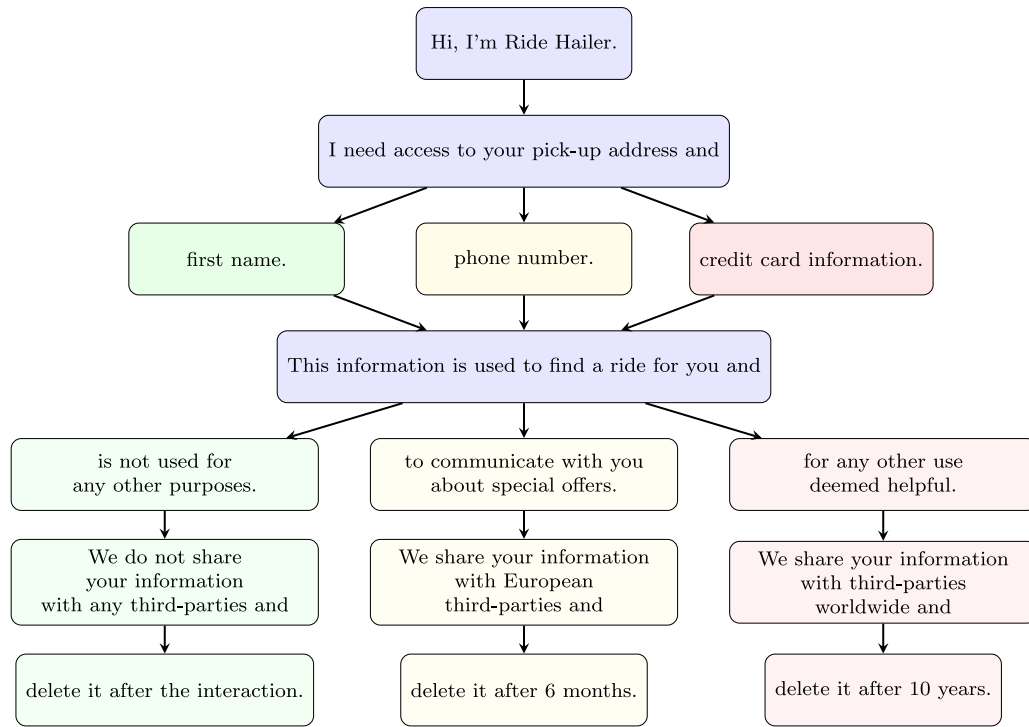 Hi, I'm Ride Hailer.
I need access to your pick-up address and
first name.
phone number.
credit card information.
This information is used to find a ride for you and
is not used for
any other purposes.
to communicate with you
about special offers.
for any other use
deemed helpful.
We do not share
your information
with any third-parties and
We share your information
with European
third-parties and
We share your information
with third-parties
worldwide and
delete it after the interaction.
delete it after 6 months.
delete it after 10 years.